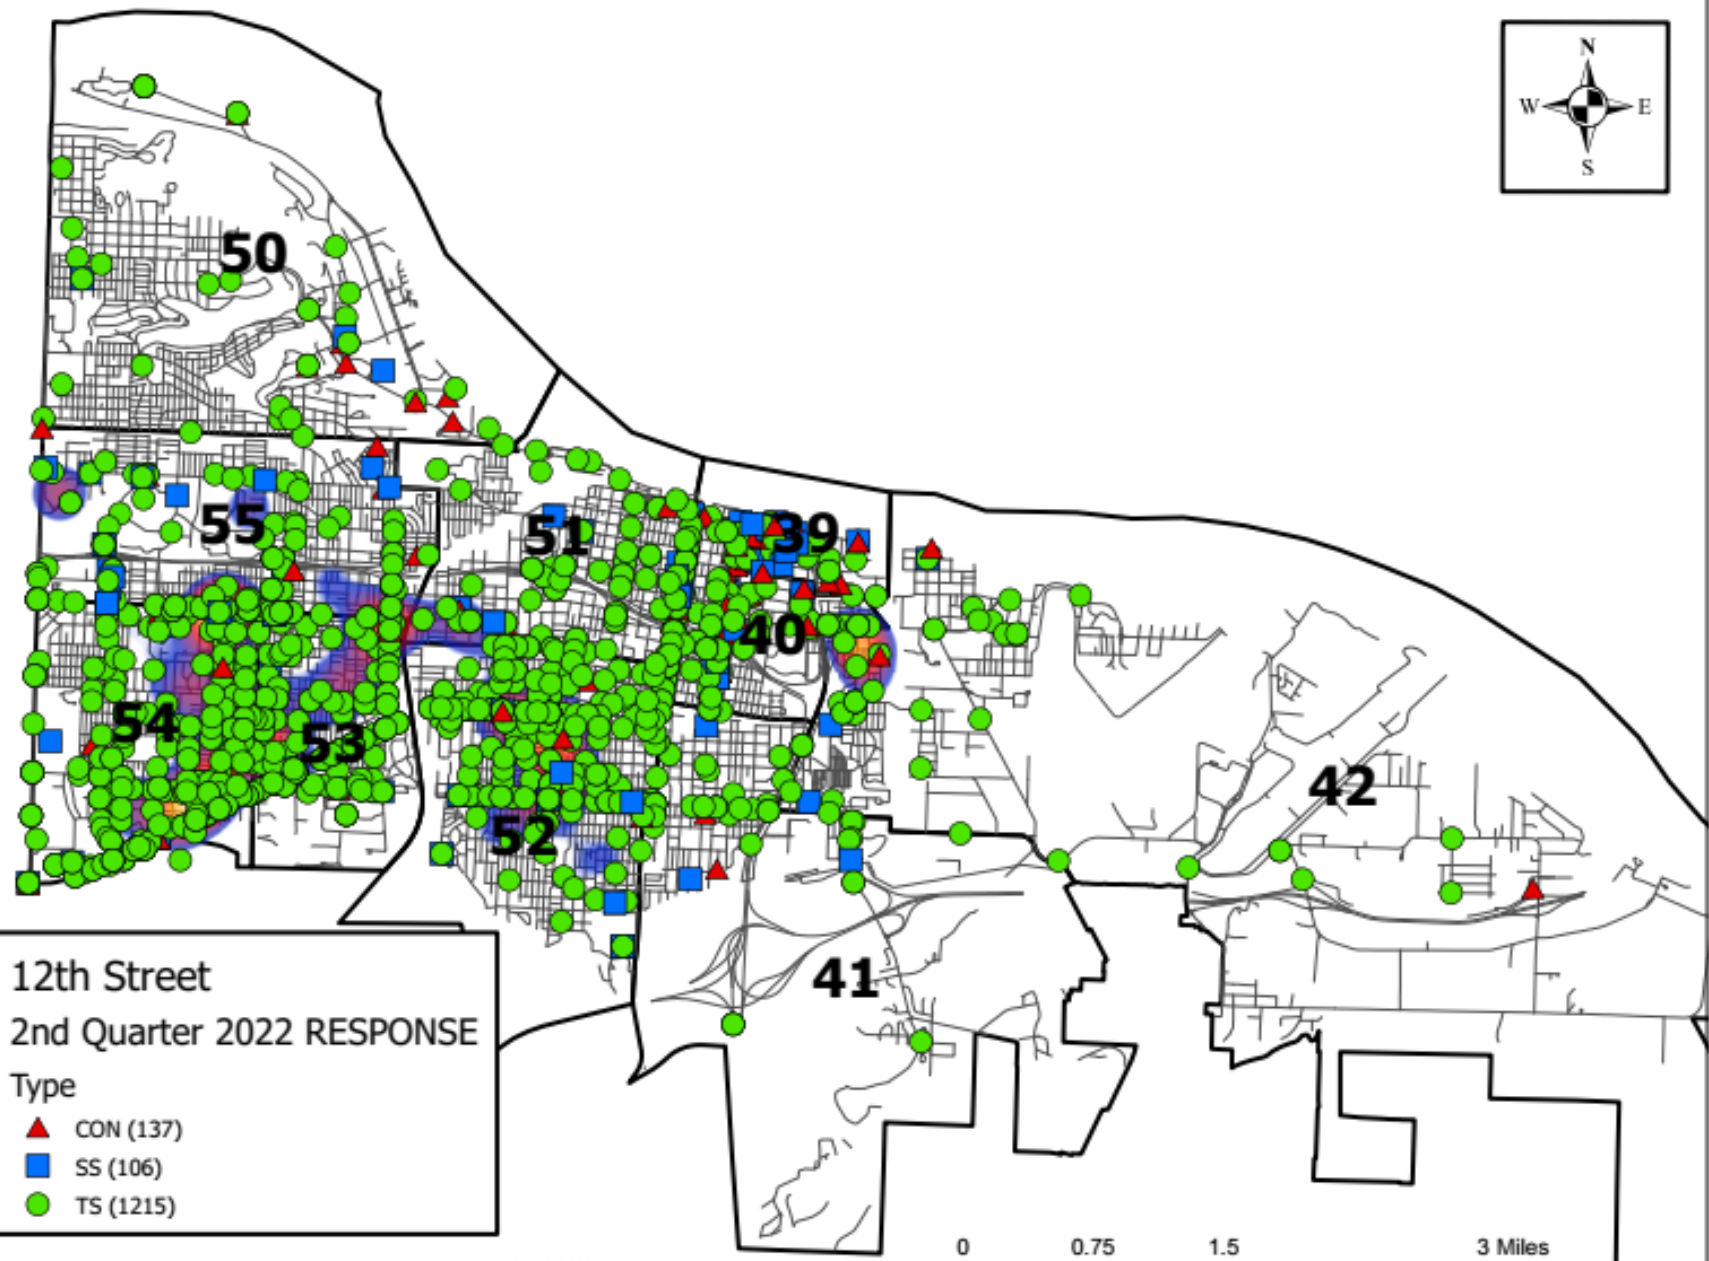 N
W E
S
50
55
51
39
40
54
53
42
52
41
12th Street
2nd Quarter 2022 RESPONSE
Type
CON (137)
SS (106)
TS (1215)
0 0.75 1.5 3 Miles